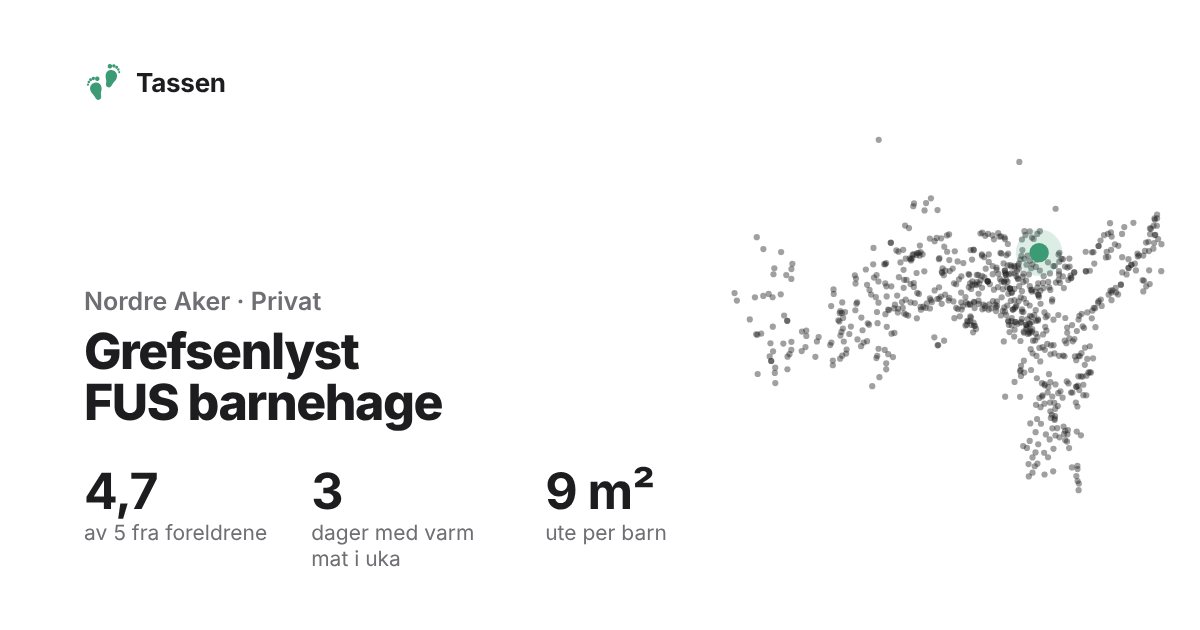 Tassen
Nordre Aker · Privat
Grefsenlyst
FUS barnehage
4,7
av 5 fra foreldrene
3
dager med varm
mat i uka
9 m²
ute per barn